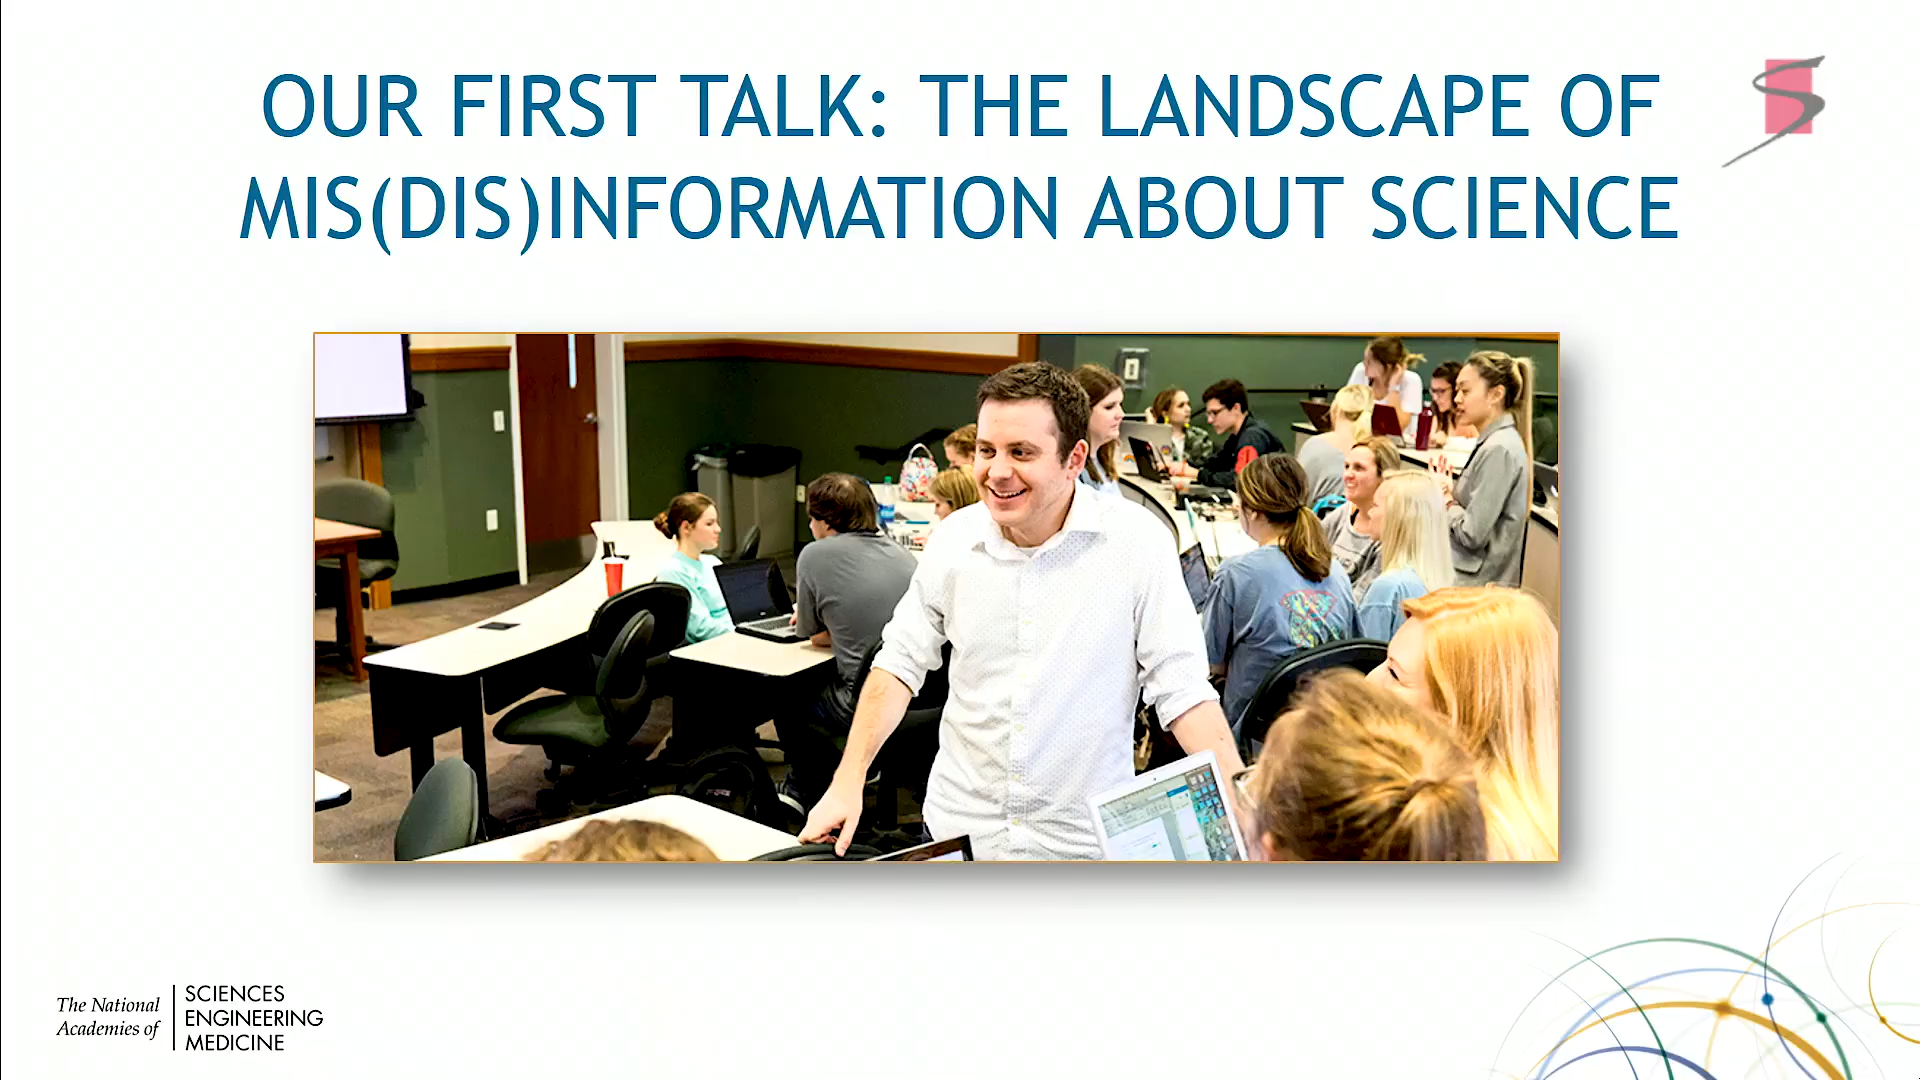 OUR FIRST TALK: THE LANDSCAPE OF
MIS(DIS)INFORMATION ABOUT SCIENCE
The National
Academies of
SCIENCES
ENGINEERING
MEDICINE